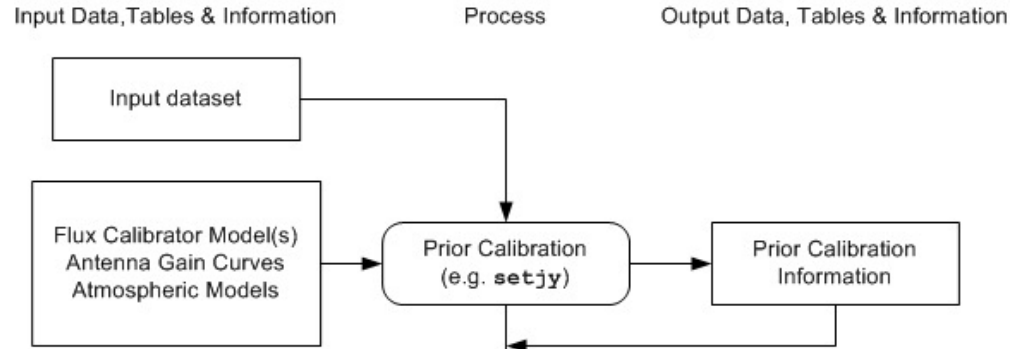 Input Data,Tables & Information
Process
Output Data, Tables & Information
Input dataset
Flux Calibrator Model(s)
Antenna Gain Curves
Atmospheric Models
Prior Calibration
(e.g. setjy)
Prior Calibration
Information